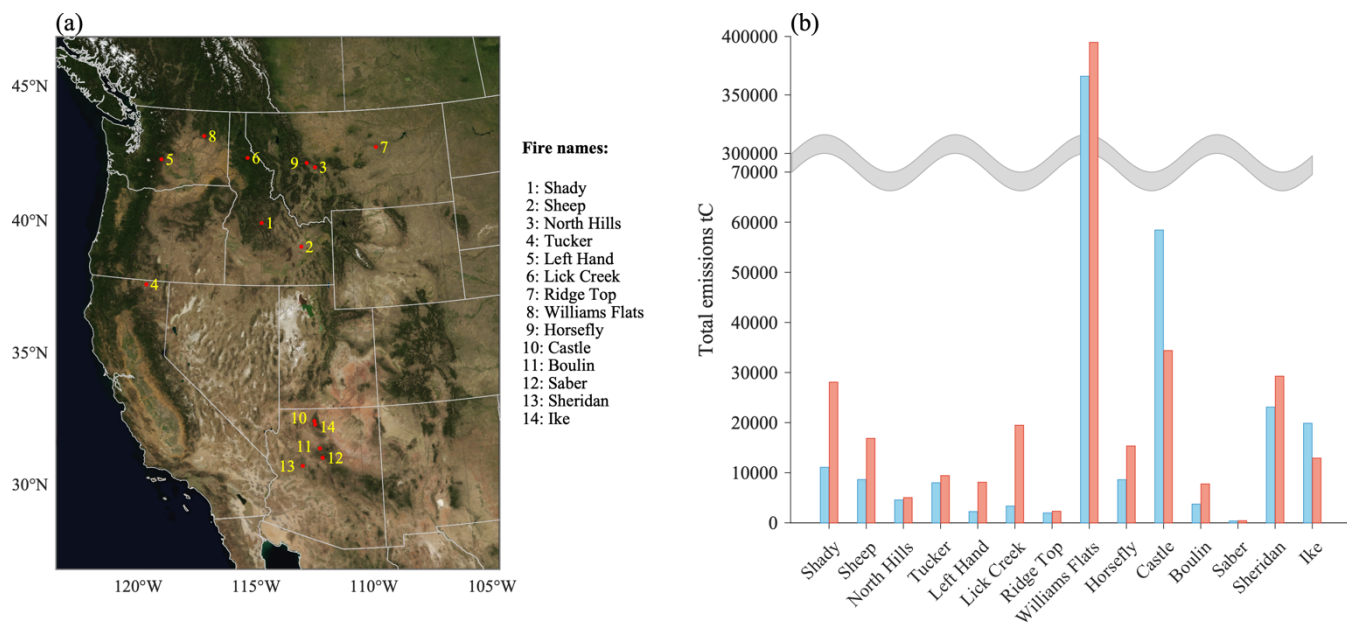 (a)
45°N
40°N
35°N
30°N
120°W
115°W
110°W
105°W
8
5
6
9
3
7
1
2
4
10
14
11
12
13
Fire names:
1: Shady
2: Sheep
3: North Hills
4: Tucker
5: Left Hand
6: Lick Creek
7: Ridge Top
8: Williams Flats
9: Horsefly
10: Castle
11: Boulin
12: Saber
13: Sheridan
14: Ike
(b)
Total emissions tC
400000
350000
300000
70000
60000
50000
40000
30000
20000
10000
0
Shady
Sheep
North Hills
Tucker
Left Hand
Lick Creek
Ridge Top
Williams Flats
Horsefly
Castle
Boulin
Saber
Sheridan
Ike